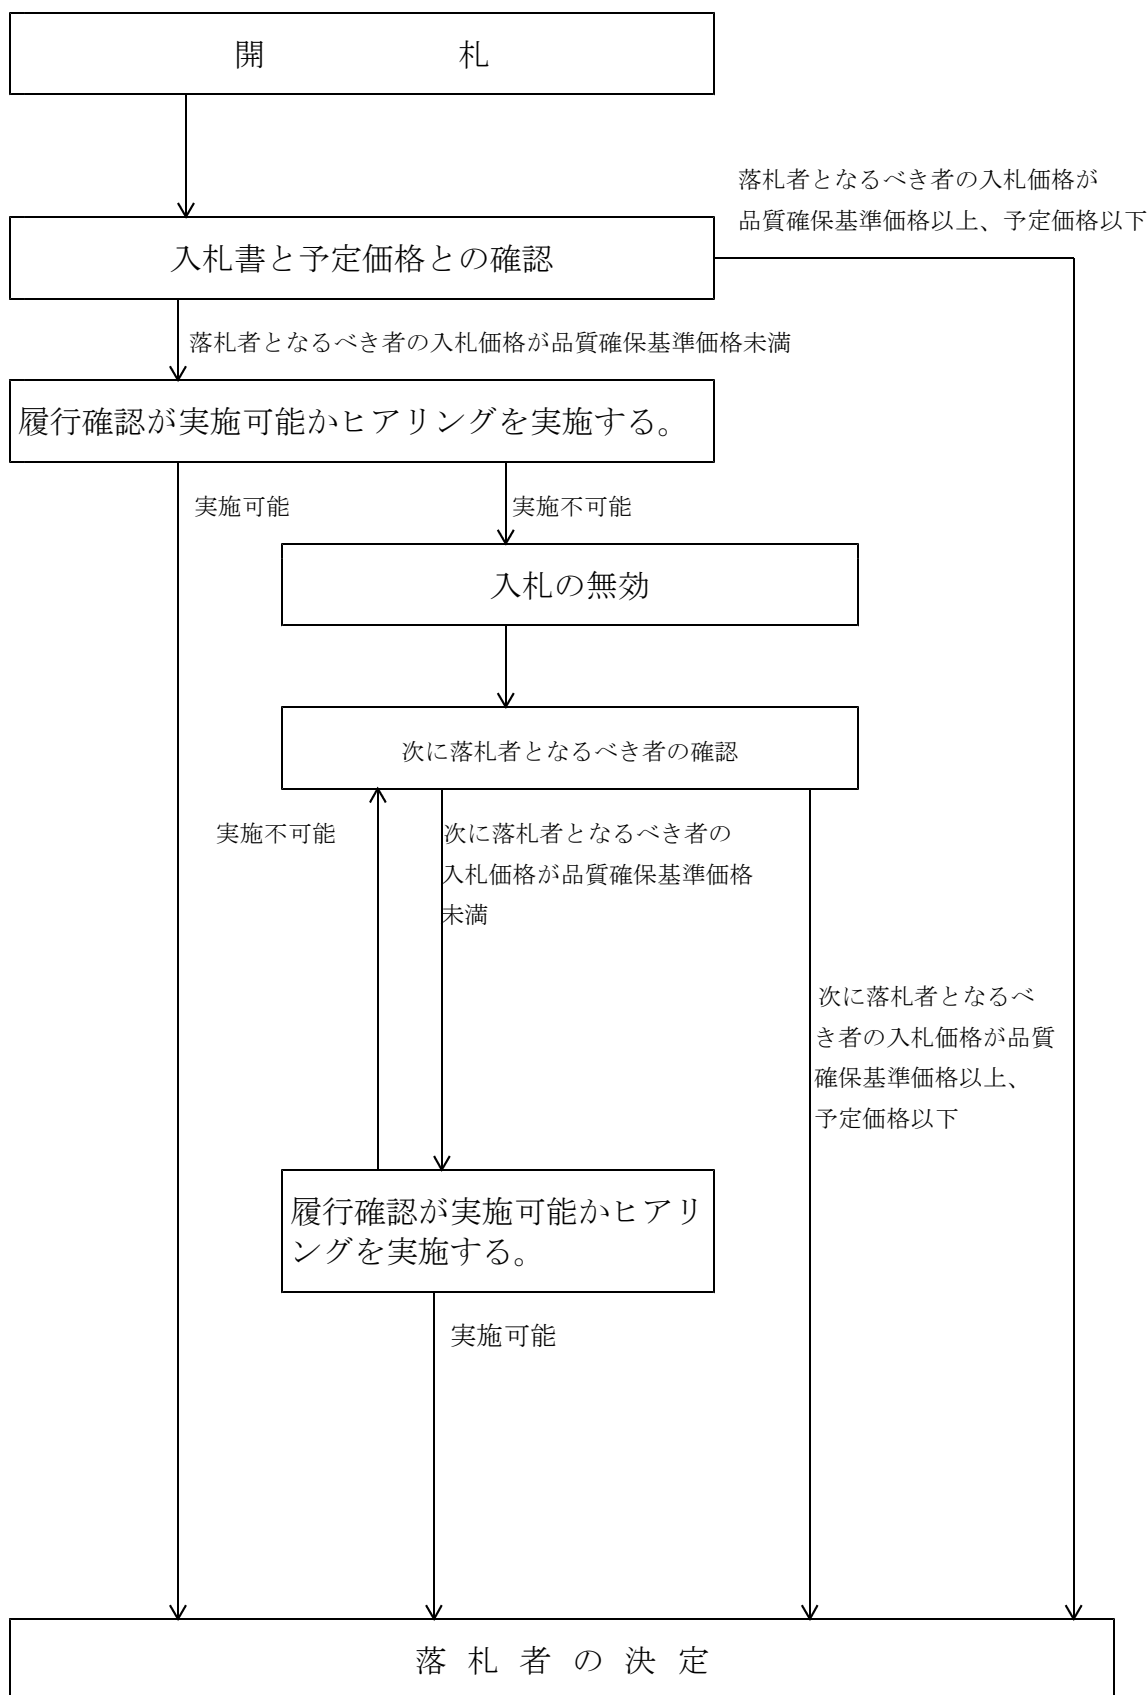 開　札
落札者となるべき者の入札価格が
品質確保基準価格以上、予定価格以下
入札書と予定価格との確認
落札者となるべき者の入札価格が品質確保基準価格未満
履行確認が実施可能かヒアリングを実施する。
実施可能
実施不可能
入札の無効
次に落札者となるべき者の確認
実施不可能
次に落札者となるべき者の
入札価格が品質確保基準価格
未満
次に落札者となるべ
き者の入札価格が品質
確保基準価格以上、
予定価格以下
履行確認が実施可能かヒアリ
ングを実施する。
実施可能
落札者の決定